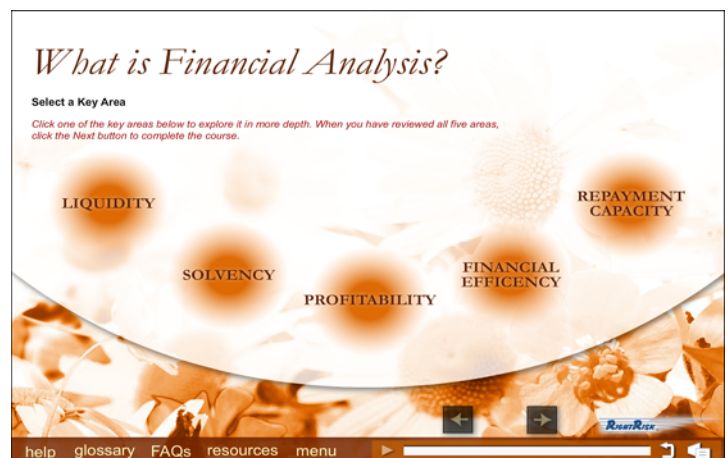 What is Financial Analysis?
Select a Key Area
Click one of the key areas below to explore it in more depth. When you have reviewed all five areas,
click the Next button to complete the course.
LIQUIDITY
SOLVENCY
PROFITABILITY
FINANCIAL
EFFICENCY
REPAYMENT
CAPACITY
RIGHTRISK
help glossary FAQs resources menu